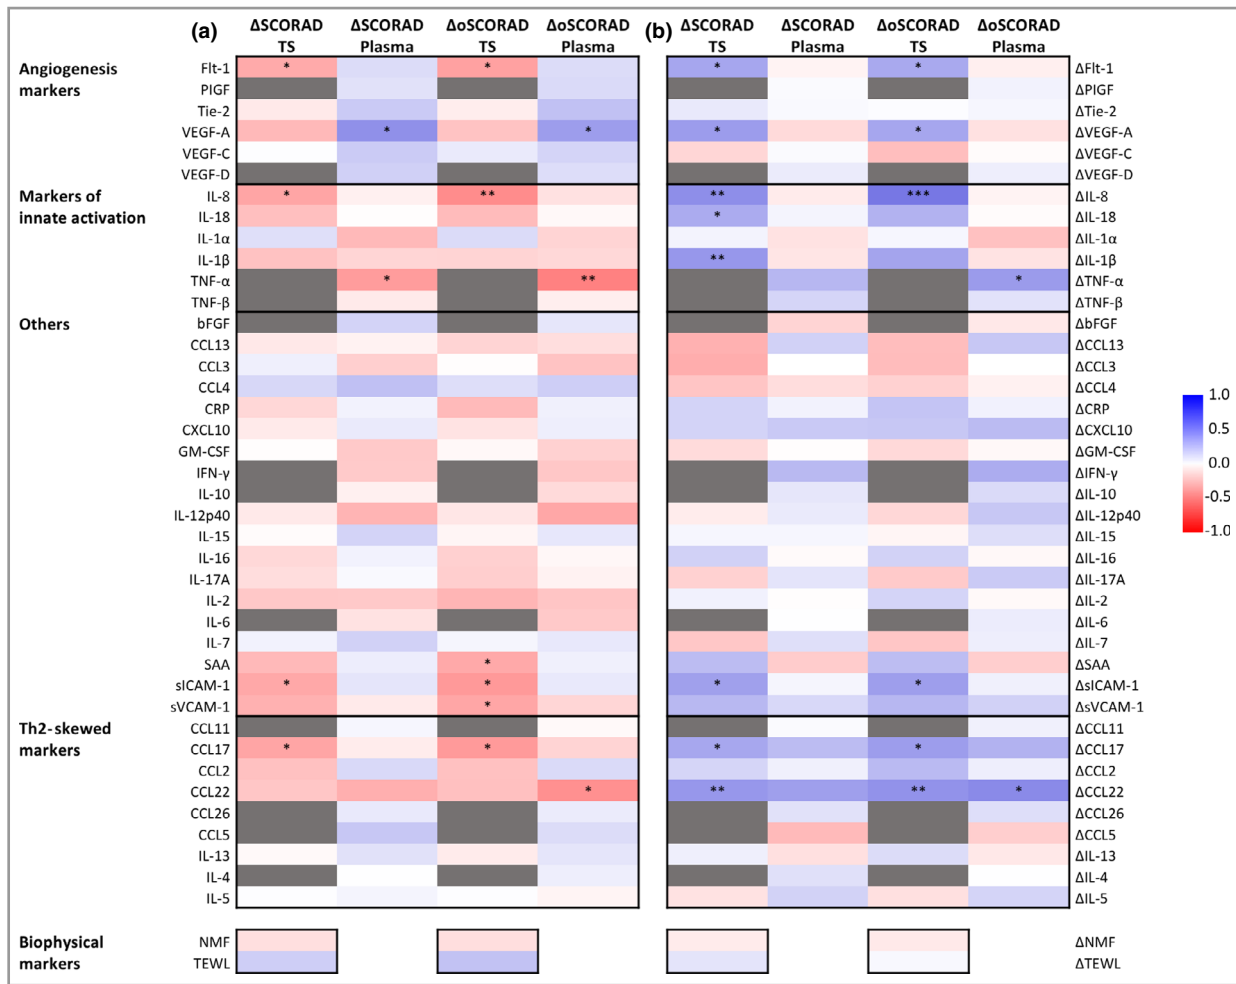 (a) ΔSCORAD ΔSCORAD ΔoSCORAD ΔoSCORAD (b) ΔSCORAD ΔSCORAD ΔoSCORAD ΔoSCORAD
TS Plasma TS Plasma TS Plasma TS Plasma
Angiogenesis
markers
Flt-1 * * * * ΔFlt-1
PIGF ΔPIGF
Tie-2 ΔTie-2
VEGF-A * * * * ΔVEGF-A
VEGF-C ΔVEGF-C
VEGF-D ΔVEGF-D
Markers of
innate activation
IL-8 * ** ** *** ΔIL-8
IL-18 * ΔIL-18
IL-1α ΔIL-1α
IL-1β ** ΔIL-1β
TNF-α * ** * ΔTNF-α
TNF-β ΔTNF-β
Others
bFGF ΔbFGF
CCL13 ΔCCL13
CCL3 ΔCCL3
CCL4 ΔCCL4
CRP ΔCRP
CXCL10 ΔCXCL10
GM-CSF ΔGM-CSF
IFN-γ ΔIFN-γ
IL-10 ΔIL-10
IL-12p40 ΔIL-12p40
IL-15 ΔIL-15
IL-16 ΔIL-16
IL-17A ΔIL-17A
IL-2 ΔIL-2
IL-6 ΔIL-6
IL-7 ΔIL-7
SAA * ΔSAA
sICAM-1 * * * * ΔsICAM-1
sVCAM-1 * ΔsVCAM-1
Th2-skewed
markers
CCL11 ΔCCL11
CCL17 * * * * ΔCCL17
CCL2 ΔCCL2
CCL22 * ** ** * ΔCCL22
CCL26 ΔCCL26
CCL5 ΔCCL5
IL-13 ΔIL-13
IL-4 ΔIL-4
IL-5 ΔIL-5
Biophysical
markers
NMF ΔNMF
TEWL ΔTEWL
1.0
0.5
0.0
-0.5
-1.0